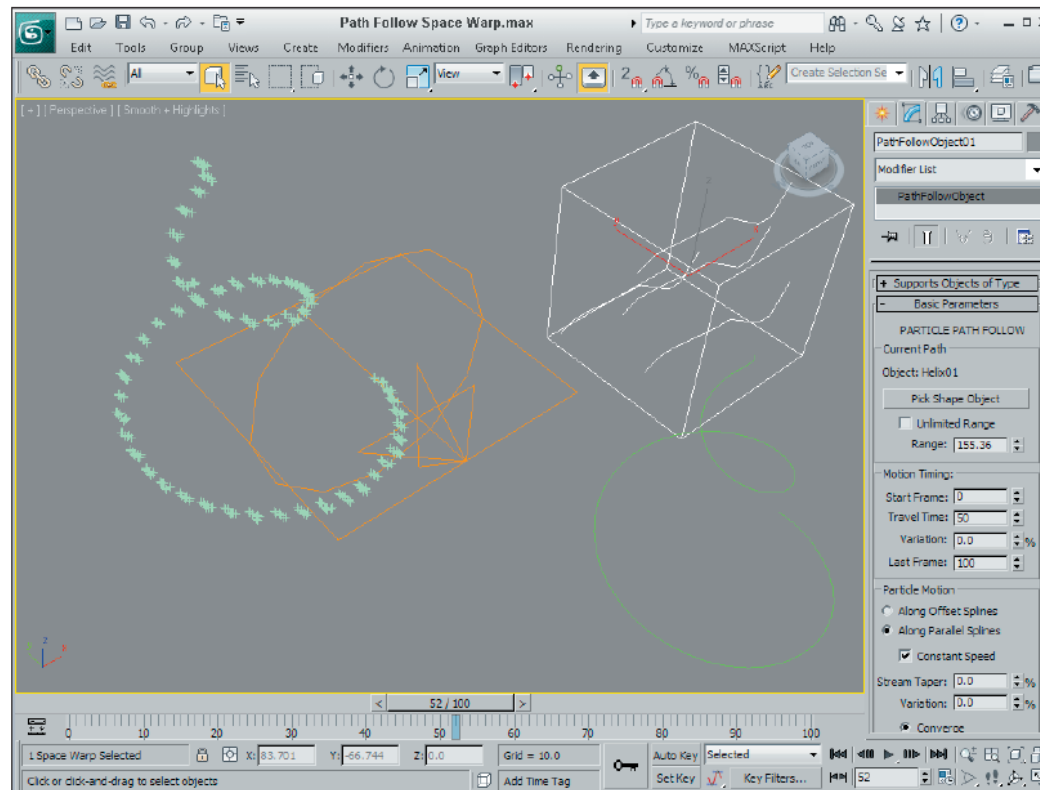 Path Follow Space Warp.max
Type a keyword or phrase
Edit Tools Group Views Create Modifiers Animation Graph Editors Rendering Customize MAXScript Help
All
View
Create Selection Se
[ + ] [ Perspective ] [ Smooth + Highlights ]
PathFollowObject01
Modifier List
PathFollowObject
+ Supports Objects of Type
- Basic Parameters
PARTICLE PATH FOLLOW
Current Path
Object: Helix01
Pick Shape Object
Unlimited Range
Range: 155.36
Motion Timing:
Start Frame: 0
Travel Time: 50
Variation: 0.0 %
Last Frame: 100
Particle Motion
Along Offset Splines
Along Parallel Splines
Constant Speed
Stream Taper: 0.0 %
Variation: 0.0 %
Converge
z
x
< 52 / 100 >
0 10 20 30 40 50 60 70 80 90 100
1 Space Warp Selected X: 83.701 Y: -66.744 Z: 0.0 Grid = 10.0 Auto Key Selected
Click or click-and-drag to select objects Add Time Tag Set Key Key Filters... 52